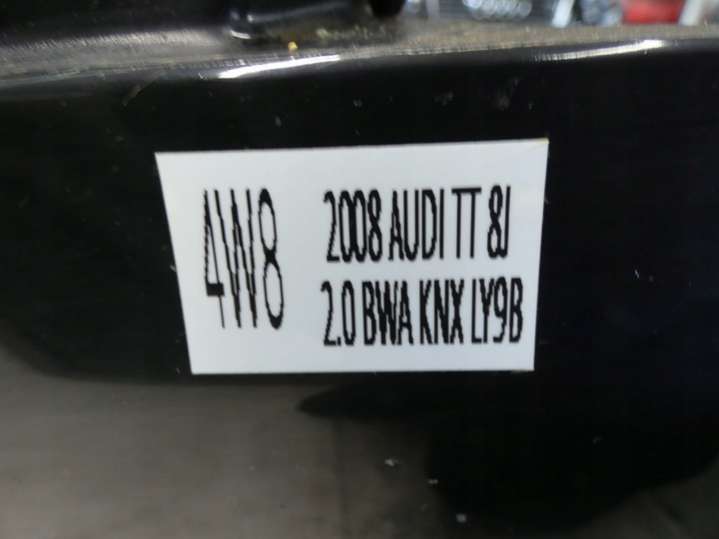 4W8
2008 AUDI TT 8J
2.0 BWA KNX LY9B